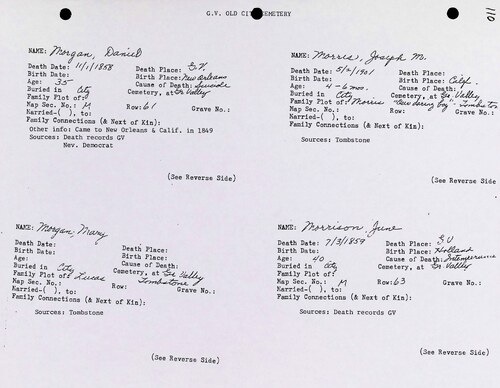 G.V. OLD CITY CEMETERY
110
NAME: Morgan, Daniel
Death Date: 11/1/1858 Death Place: G.V.
Birth Date: Birth Place: New Orleans
Age: 35 Cause of Death: Suicide
Buried in City Cemetery, at Gr. Valley
Family Plot of:
Map Sec. No.: M Row: 61 Grave No.:
Married-( ), to:
Family Connections (& Next of Kin):
Other info: Came to New Orleans & Calif. in 1849
Sources: Death records GV
Nev. Democrat
(See Reverse Side)
NAME: Morris, Joseph M.
Death Date: 5/2/1901 Death Place:
Birth Date: Birth Place: Calif.
Age: 4-6 mos. Cause of Death:
Buried in City Cemetery, at Gr. Valley
Family Plot of: Morris "Our darling boy" - Tombstone
Map Sec. No.: Row: Grave No.:
Married-( ), to:
Family Connections (& Next of Kin):
Sources: Tombstone
(See Reverse Side)
NAME: Morgan, Mary
Death Date: Death Place:
Birth Date: Birth Place:
Age: Cause of Death:
Buried in City Cemetery, at Gr. Valley
Family Plot of: Lucas Tombstone
Map Sec. No.: Row: Grave No.:
Married-( ), to:
Family Connections (& Next of Kin):
Sources: Tombstone
(See Reverse Side)
NAME: Morrison, June
Death Date: 7/3/1859 Death Place: G V
Birth Date: Birth Place: Holland
Age: 40 Cause of Death: Intemperance
Buried in City Cemetery, at Gr. Valley
Family Plot of:
Map Sec. No.: M Row: 63 Grave No.:
Married-( ), to:
Family Connections (& Next of Kin):
Sources: Death records GV
(See Reverse Side)